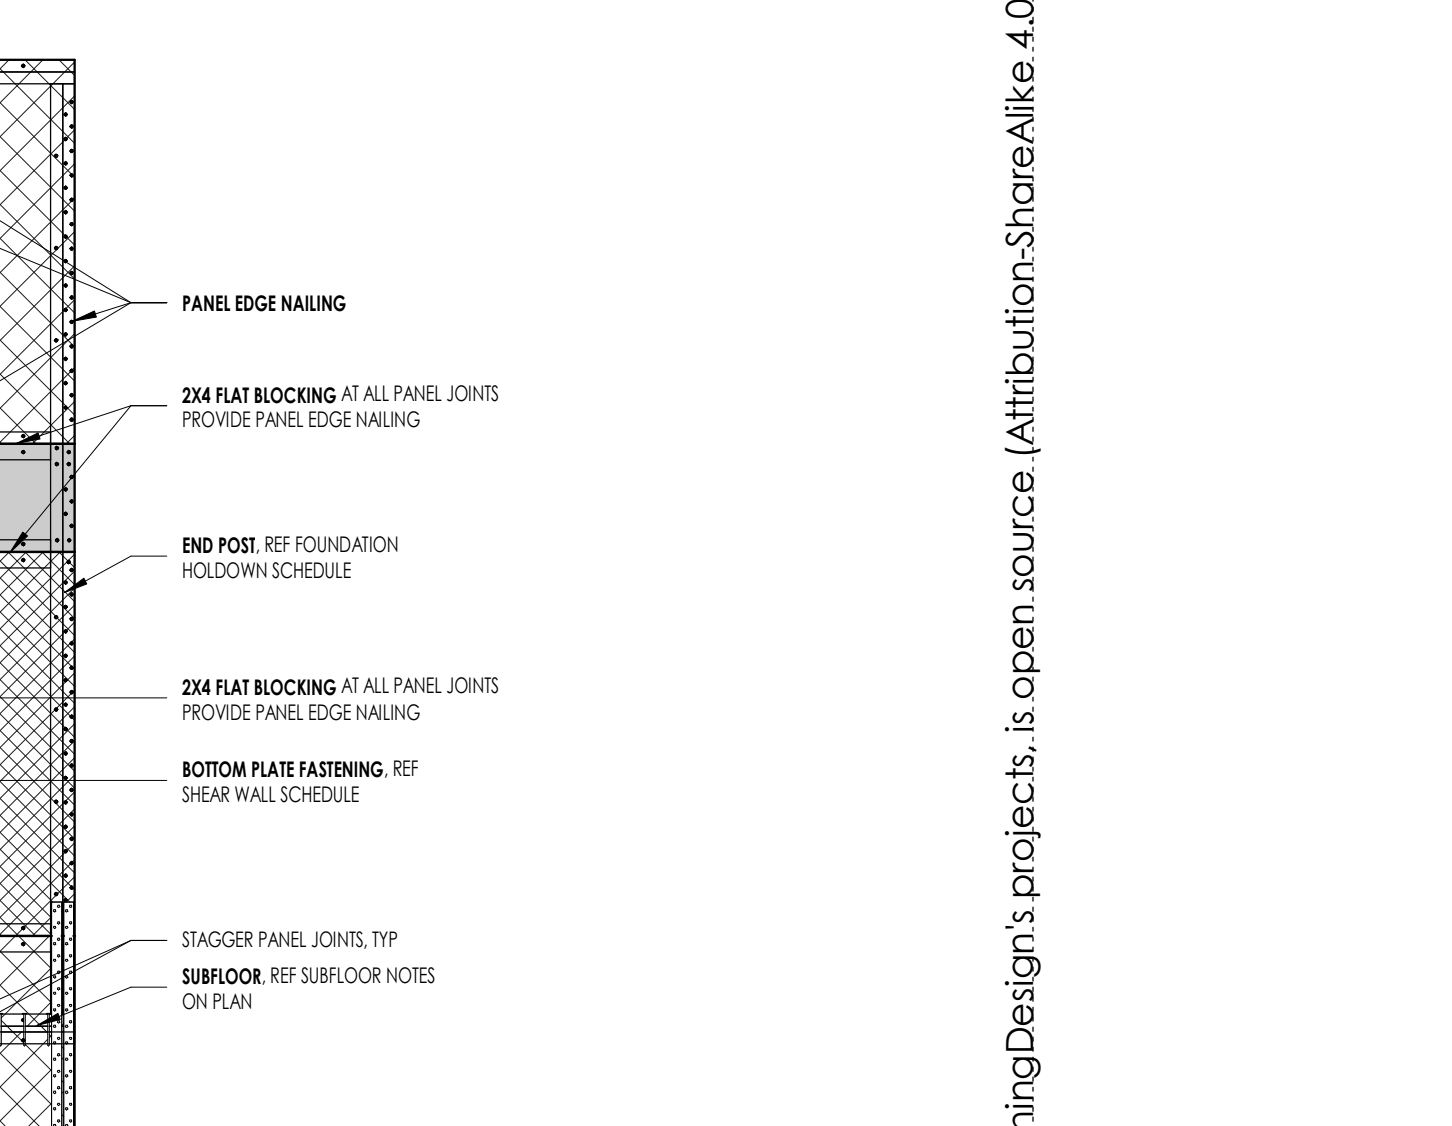 PANEL EDGE NAILING
2X4 FLAT BLOCKING AT ALL PANEL JOINTS
PROVIDE PANEL EDGE NAILING
END POST, REF FOUNDATION
HOLDOWN SCHEDULE
2X4 FLAT BLOCKING AT ALL PANEL JOINTS
PROVIDE PANEL EDGE NAILING
BOTTOM PLATE FASTENING, REF
SHEAR WALL SCHEDULE
STAGGER PANEL JOINTS, TYP
SUBFLOOR, REF SUBFLOOR NOTES
ON PLAN
ningDesign's projects, is open source (Attribution-ShareAlike 4.0